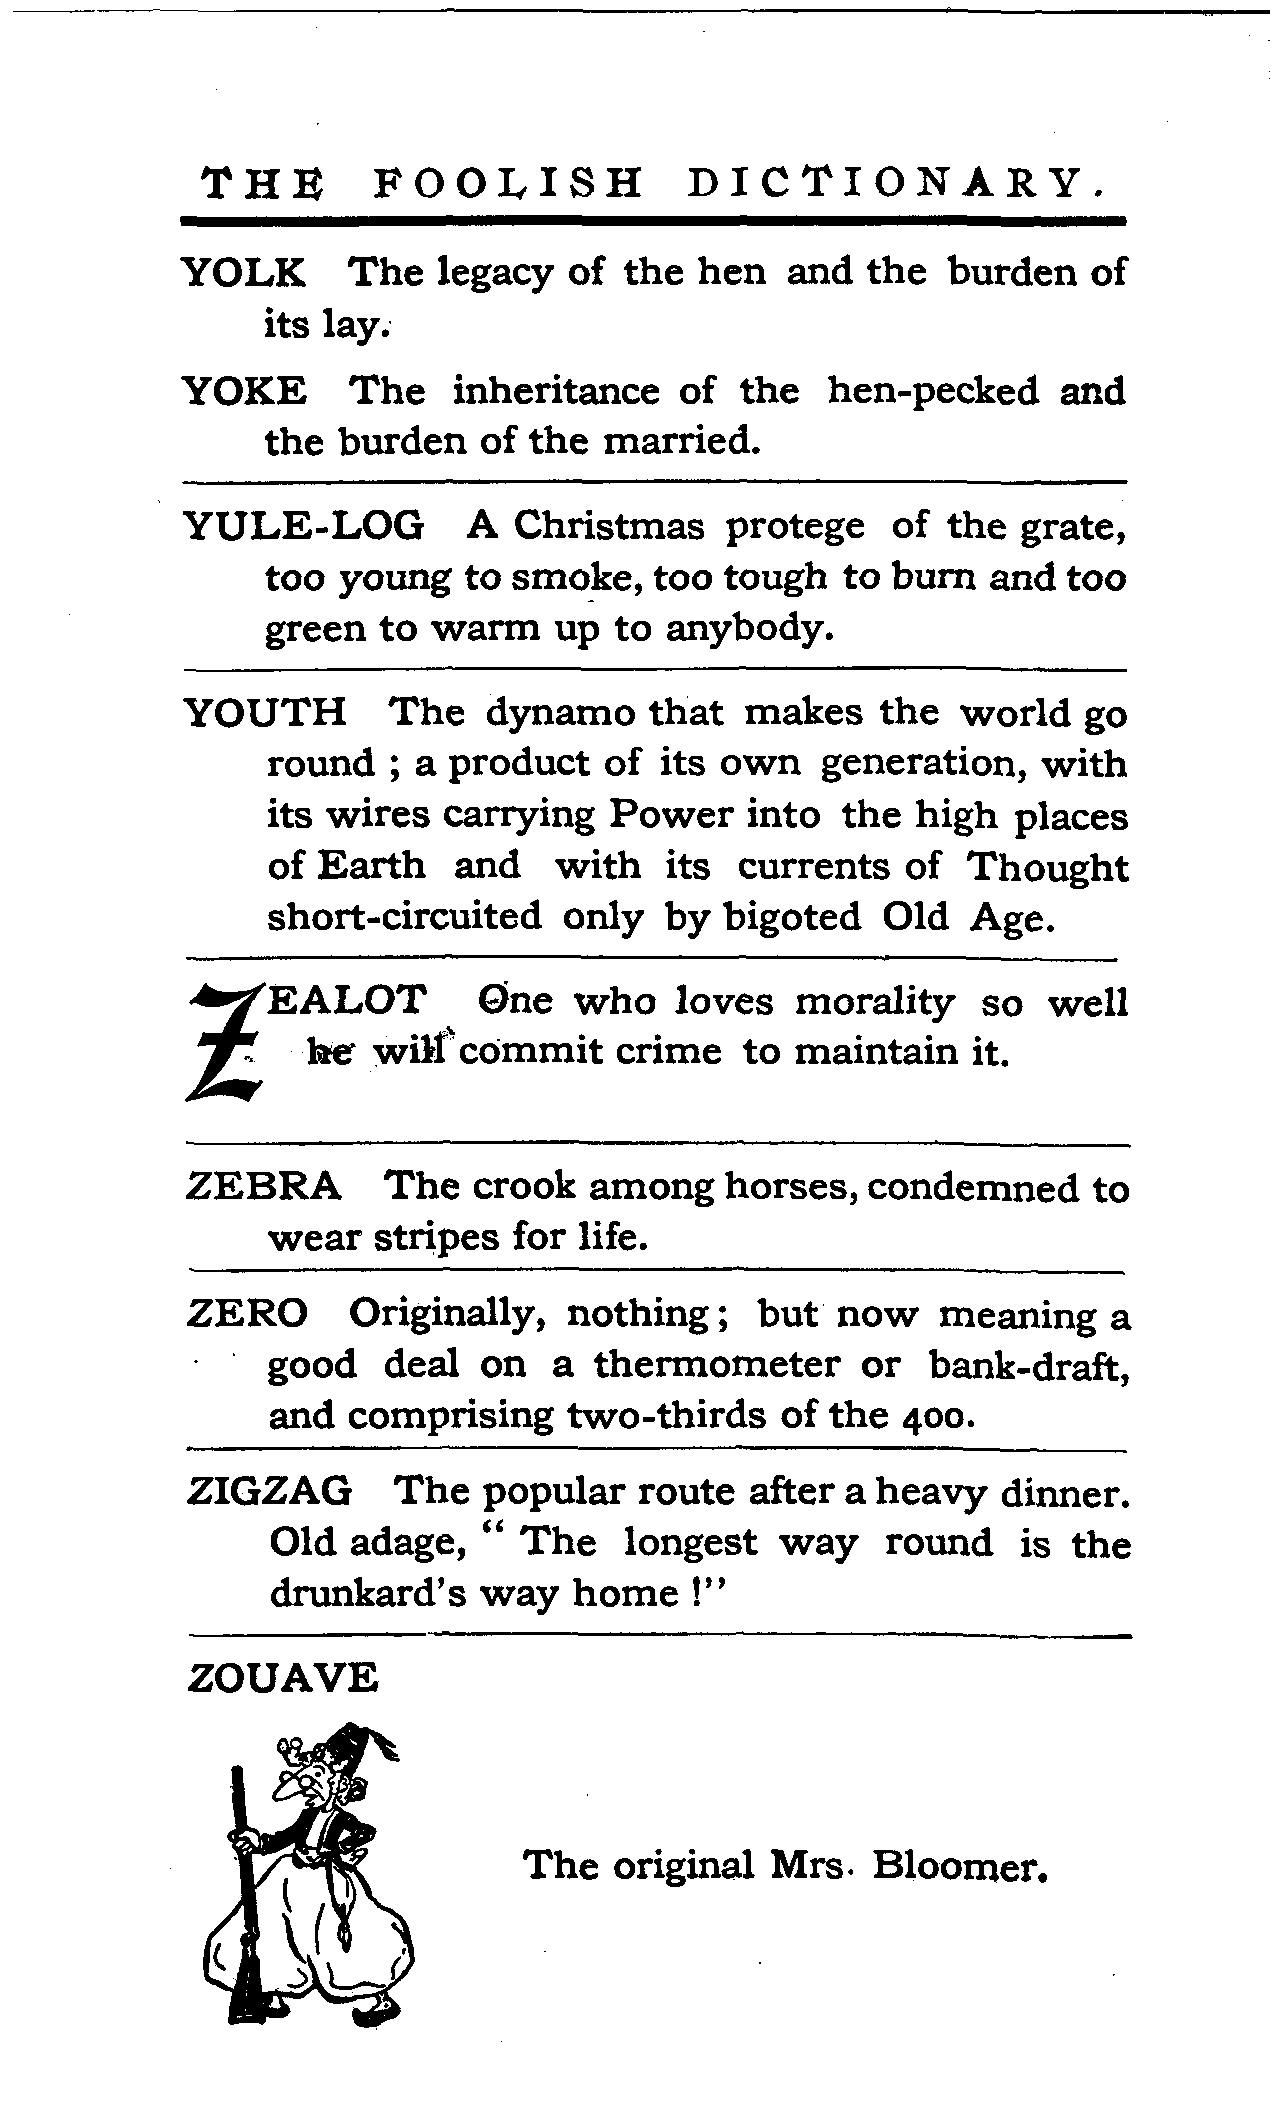 THE FOOLISH DICTIONARY.
YOLK The legacy of the hen and the burden of
its lay.
YOKE The inheritance of the hen-pecked and
the burden of the married.
YULE-LOG A Christmas protege of the grate,
too young to smoke, too tough to burn and too
green to warm up to anybody.
YOUTH The dynamo that makes the world go
round ; a product of its own generation, with
its wires carrying Power into the high places
of Earth and with its currents of Thought
short-circuited only by bigoted Old Age.
ZEALOT One who loves morality so well
he will commit crime to maintain it.
ZEBRA The crook among horses, condemned to
wear stripes for life.
ZERO Originally, nothing ; but now meaning a
good deal on a thermometer or bank-draft,
and comprising two-thirds of the 400.
ZIGZAG The popular route after a heavy dinner.
Old adage, “ The longest way round is the
drunkard's way home !”
ZOUAVE
The original Mrs. Bloomer.